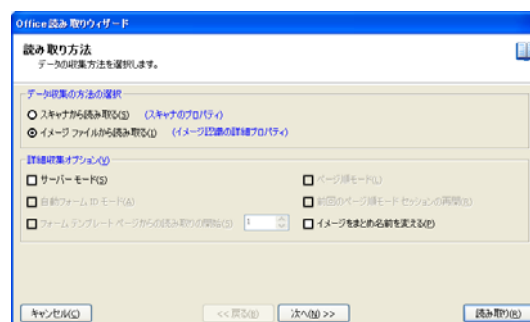 Office 読み取りウィザード
読み取り方法
データの収集方法を選択します。
データ収集の方法の選択
スキャナから読み取る(S) (スキャナのプロパティ)
イメージ ファイルから読み取る(I) (イメージ認識の詳細プロパティ)
詳細収集オプション(V)
サーバー モード(S) ページ順モード(L)
自動フォーム ID モード(A) 前回のページ順モード セッションの再開(R)
フォーム テンプレート ページからの読み取りの開始(S) 1 イメージをまとめ名前を変える(P)
キャンセル(C) << 戻る(B) 次へ(N) >> 読み取り(R)